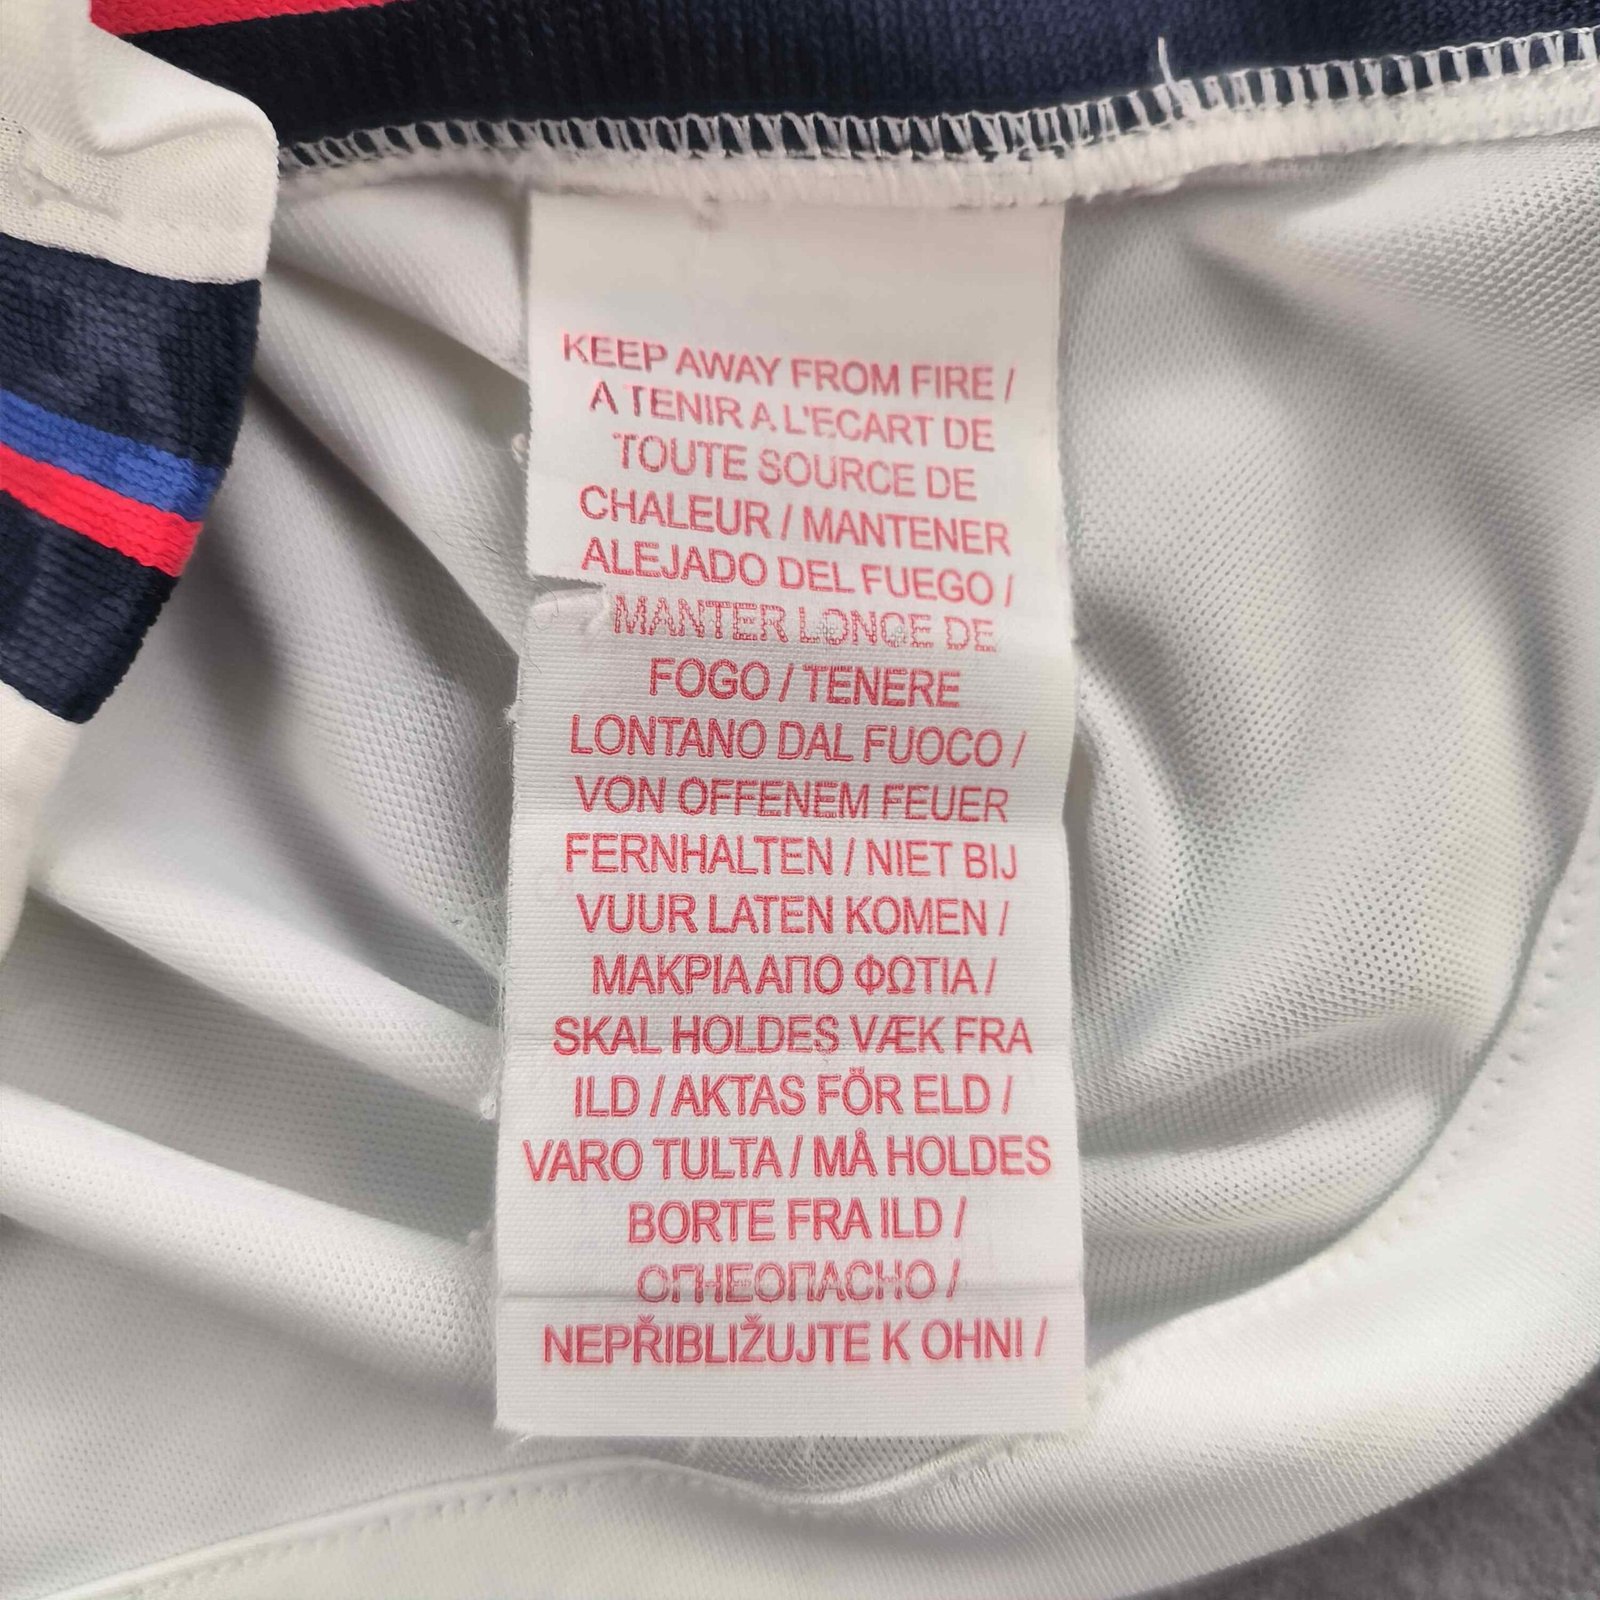 KEEP AWAY FROM FIRE /
A TENIR A L'ECART DE
TOUTE SOURCE DE
CHALEUR / MANTENER
ALEJADO DEL FUEGO /
MANTER LONGE DE
FOGO / TENERE
LONTANO DAL FUOCO /
VON OFFENEM FEUER
FERNHALTEN / NIET BIJ
VUUR LATEN KOMEN /
ΜΑΚΡΙΑ ΑΠΟ ΦΩΤΙΑ /
SKAL HOLDES VÆK FRA
ILD / AKTAS FÖR ELD /
VARO TULTA / MÅ HOLDES
BORTE FRA ILD /
ОГНЕОПАСНО /
NEPŘIBLIŽUJTE K OHNI /